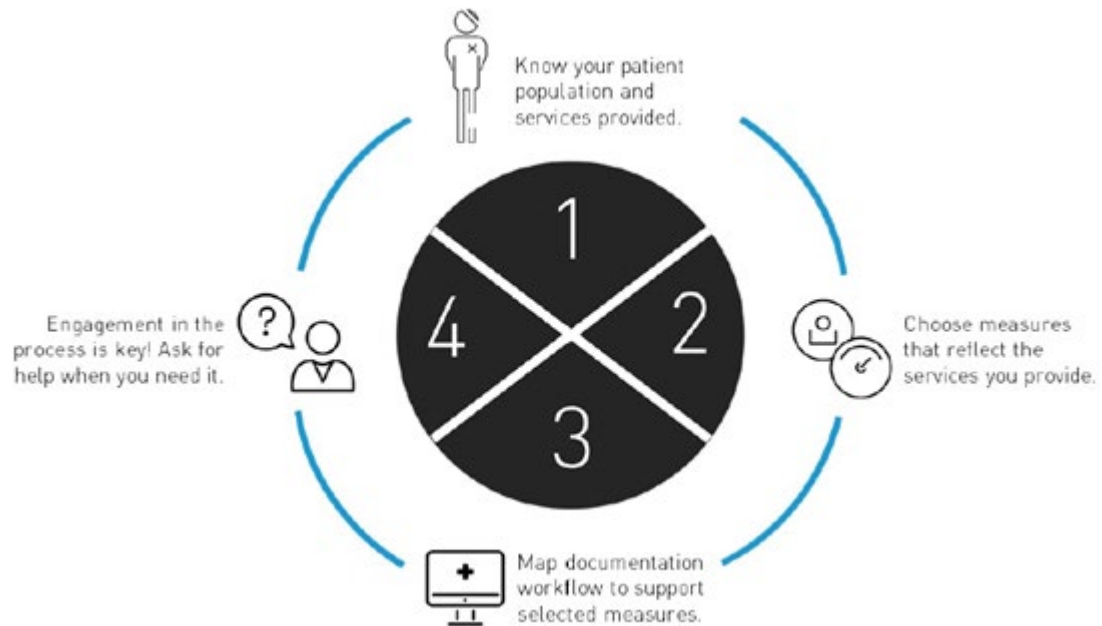 Know your patient
population and
services provided.
1
2
3
4
Choose measures
that reflect the
services you provide.
Map documentation
workflow to support
selected measures.
?
Engagement in the
process is key! Ask for
help when you need it.